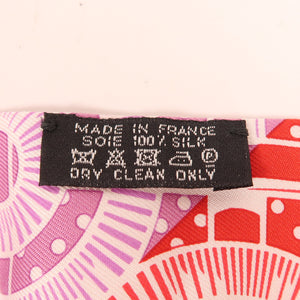 MADE IN FRANCE
SOIE 100% SILK
P
DRY CLEAN ONLY